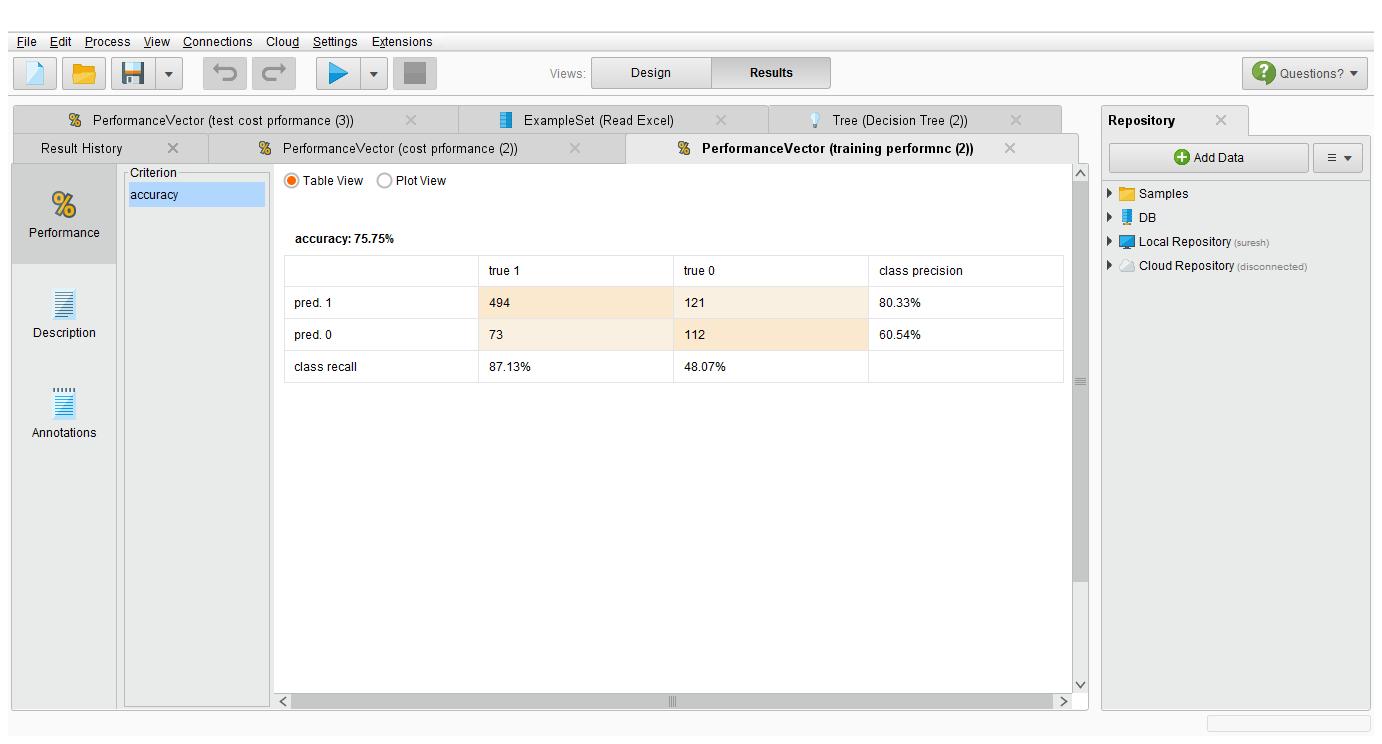 File Edit Process View Connections Cloud Settings Extensions
Views: Design Results Questions?
PerformanceVector (test cost prformance (3)) ExampleSet (Read Excel) Tree (Decision Tree (2))
Result History PerformanceVector (cost prformance (2)) PerformanceVector (training performnc (2))
Repository
Add Data
Samples
DB
Local Repository (suresh)
Cloud Repository (disconnected)
% Performance
Description
Annotations
Criterion
accuracy
Table View Plot View
accuracy: 75.75%
true 1 true 0 class precision
pred. 1 494 121 80.33%
pred. 0 73 112 60.54%
class recall 87.13% 48.07%